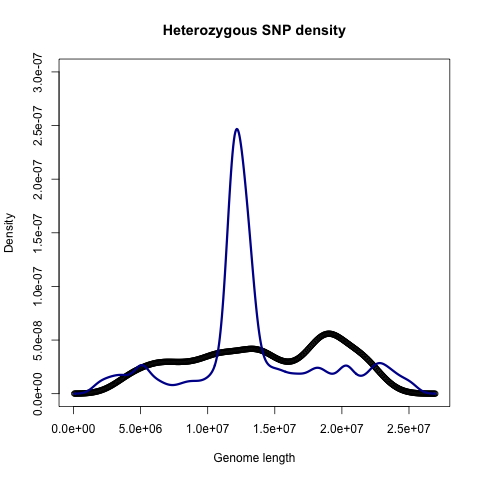 Heterozygous SNP density
3.0e-07
2.5e-07
2.0e-07
1.5e-07
1.0e-07
5.0e-08
0.0e+00
Density
0.0e+00 5.0e+06 1.0e+07 1.5e+07 2.0e+07 2.5e+07
Genome length